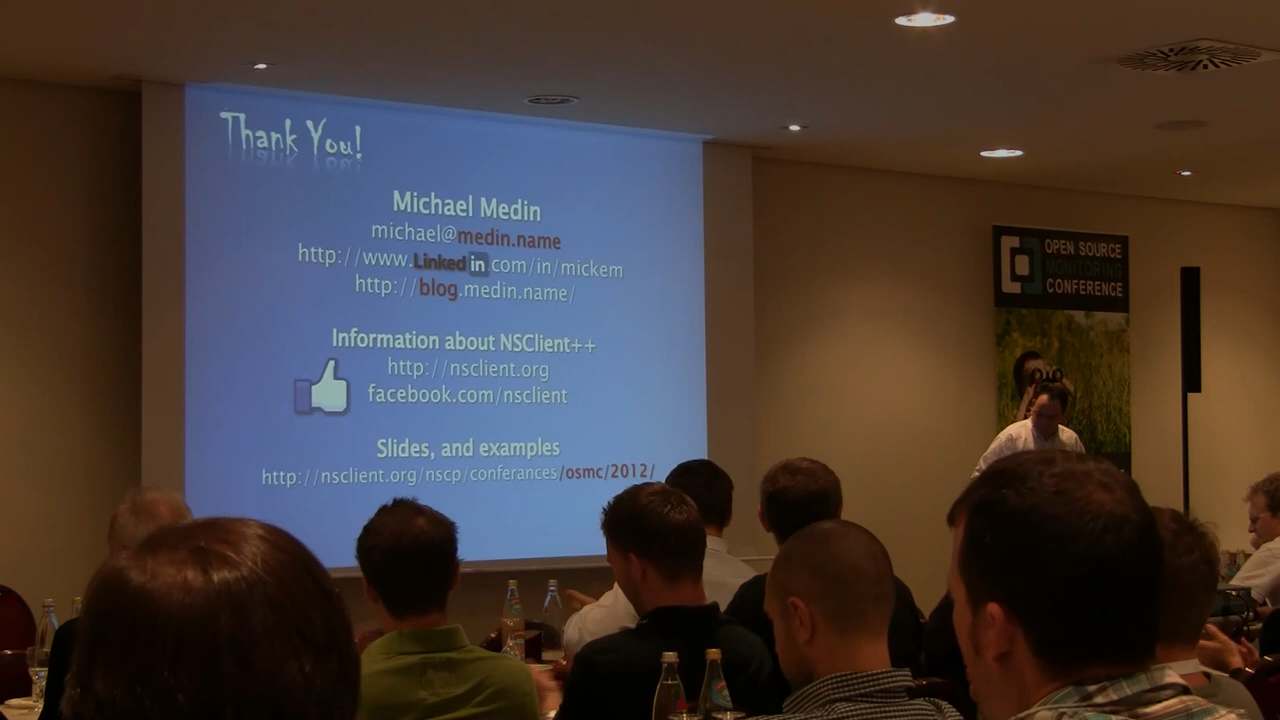 Thank You!
Michael Medin
michael@medin.name
http://www.Linkedin.com/in/mickem
http://blog.medin.name/
Information about NSClient++
http://nsclient.org
facebook.com/nsclient
Slides, and examples
http://nsclient.org/nscp/conferances/osmc/2012/
OPEN SOURCE
MONITORING
CONFERENCE